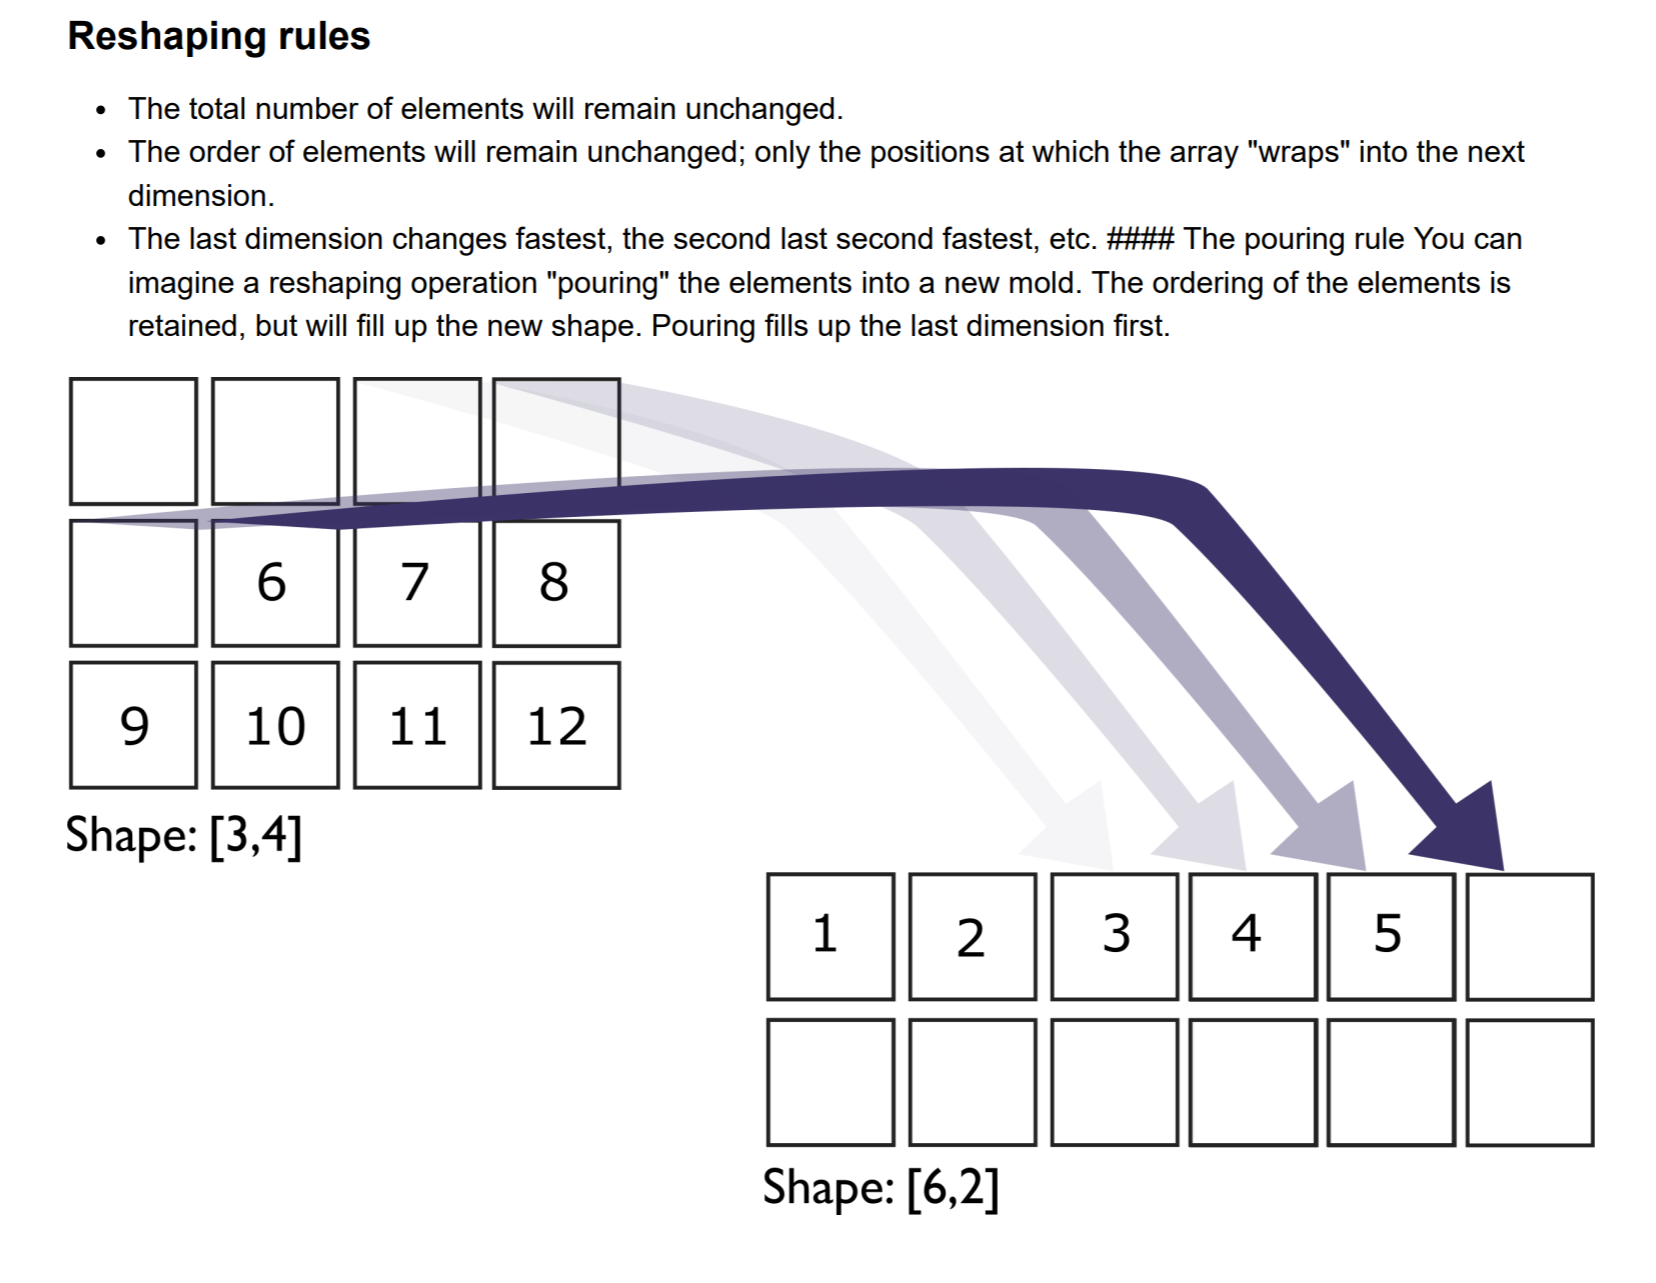 Reshaping rules
• The total number of elements will remain unchanged.
• The order of elements will remain unchanged; only the positions at which the array "wraps" into the next
dimension.
• The last dimension changes fastest, the second last second fastest, etc. #### The pouring rule You can
imagine a reshaping operation "pouring" the elements into a new mold. The ordering of the elements is
retained, but will fill up the new shape. Pouring fills up the last dimension first.
6 7 8
9 10 11 12
Shape: [3,4]
1 2 3 4 5
Shape: [6,2]